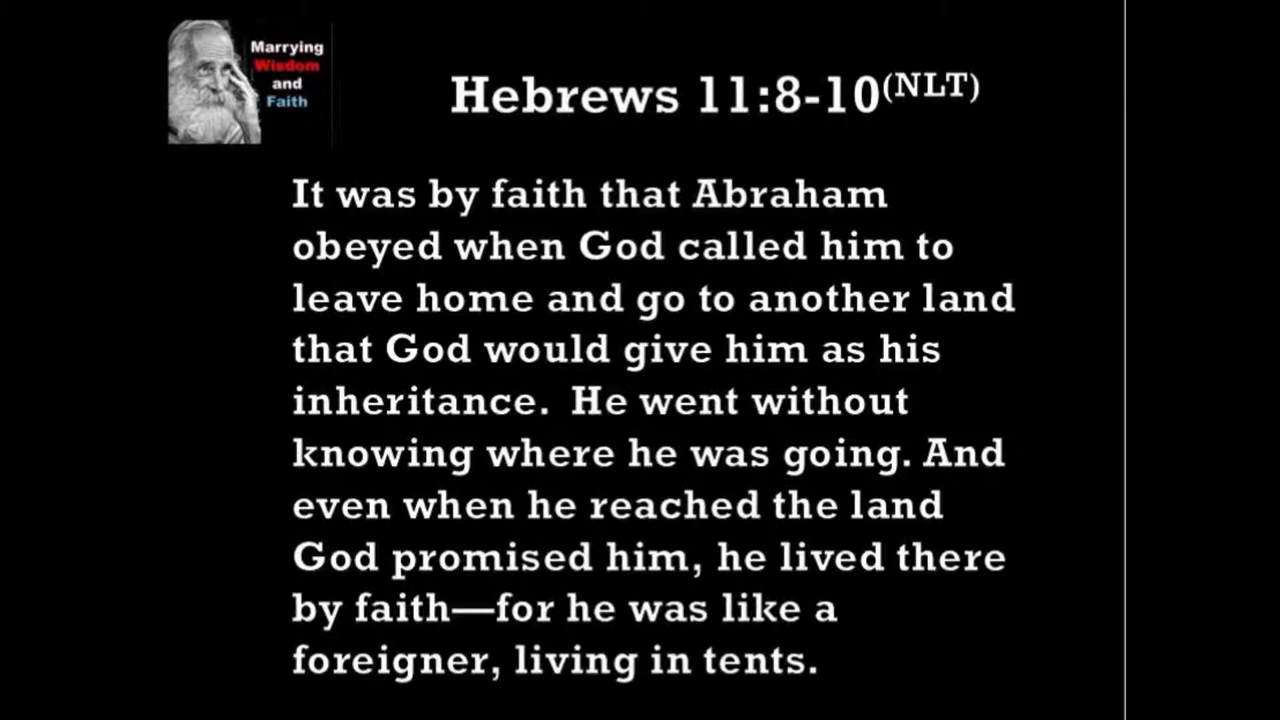 Marrying
Wisdom
and
Faith
Hebrews 11:8-10(NLT)
It was by faith that Abraham
obeyed when God called him to
leave home and go to another land
that God would give him as his
inheritance.  He went without
knowing where he was going. And
even when he reached the land
God promised him, he lived there
by faith—for he was like a
foreigner, living in tents.